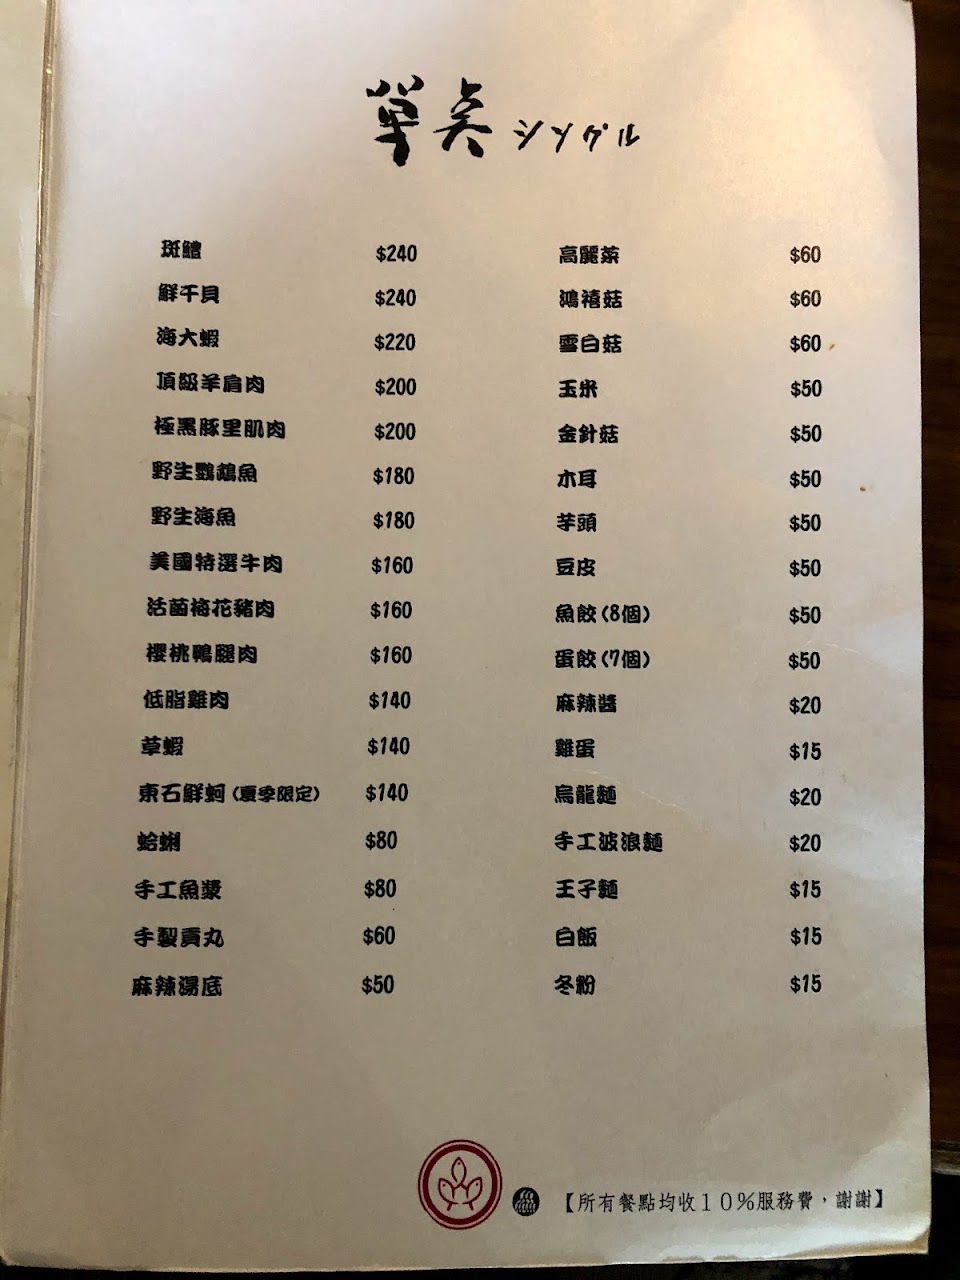 單点 シングル
斑鱧 $240
鮮干貝 $240
海大蝦 $220
頂級羊肩肉 $200
極黑豚里肌肉 $200
野生鸚鵡魚 $180
野生海魚 $180
美國特選牛肉 $160
活菌梅花豬肉 $160
櫻桃鴨腿肉 $160
低脂雞肉 $140
草蝦 $140
東石鮮蚵(夏季限定) $140
蛤蜊 $80
手工魚漿 $80
手製貢丸 $60
麻辣湯底 $50
高麗菜 $60
鴻禧菇 $60
雪白菇 $60
玉米 $50
金針菇 $50
木耳 $50
芋頭 $50
豆皮 $50
魚餃(8個) $50
蛋餃(7個) $50
麻辣醬 $20
雞蛋 $15
烏龍麵 $20
手工波浪麵 $20
王子麵 $15
白飯 $15
冬粉 $15
【所有餐點均收10%服務費，謝謝】